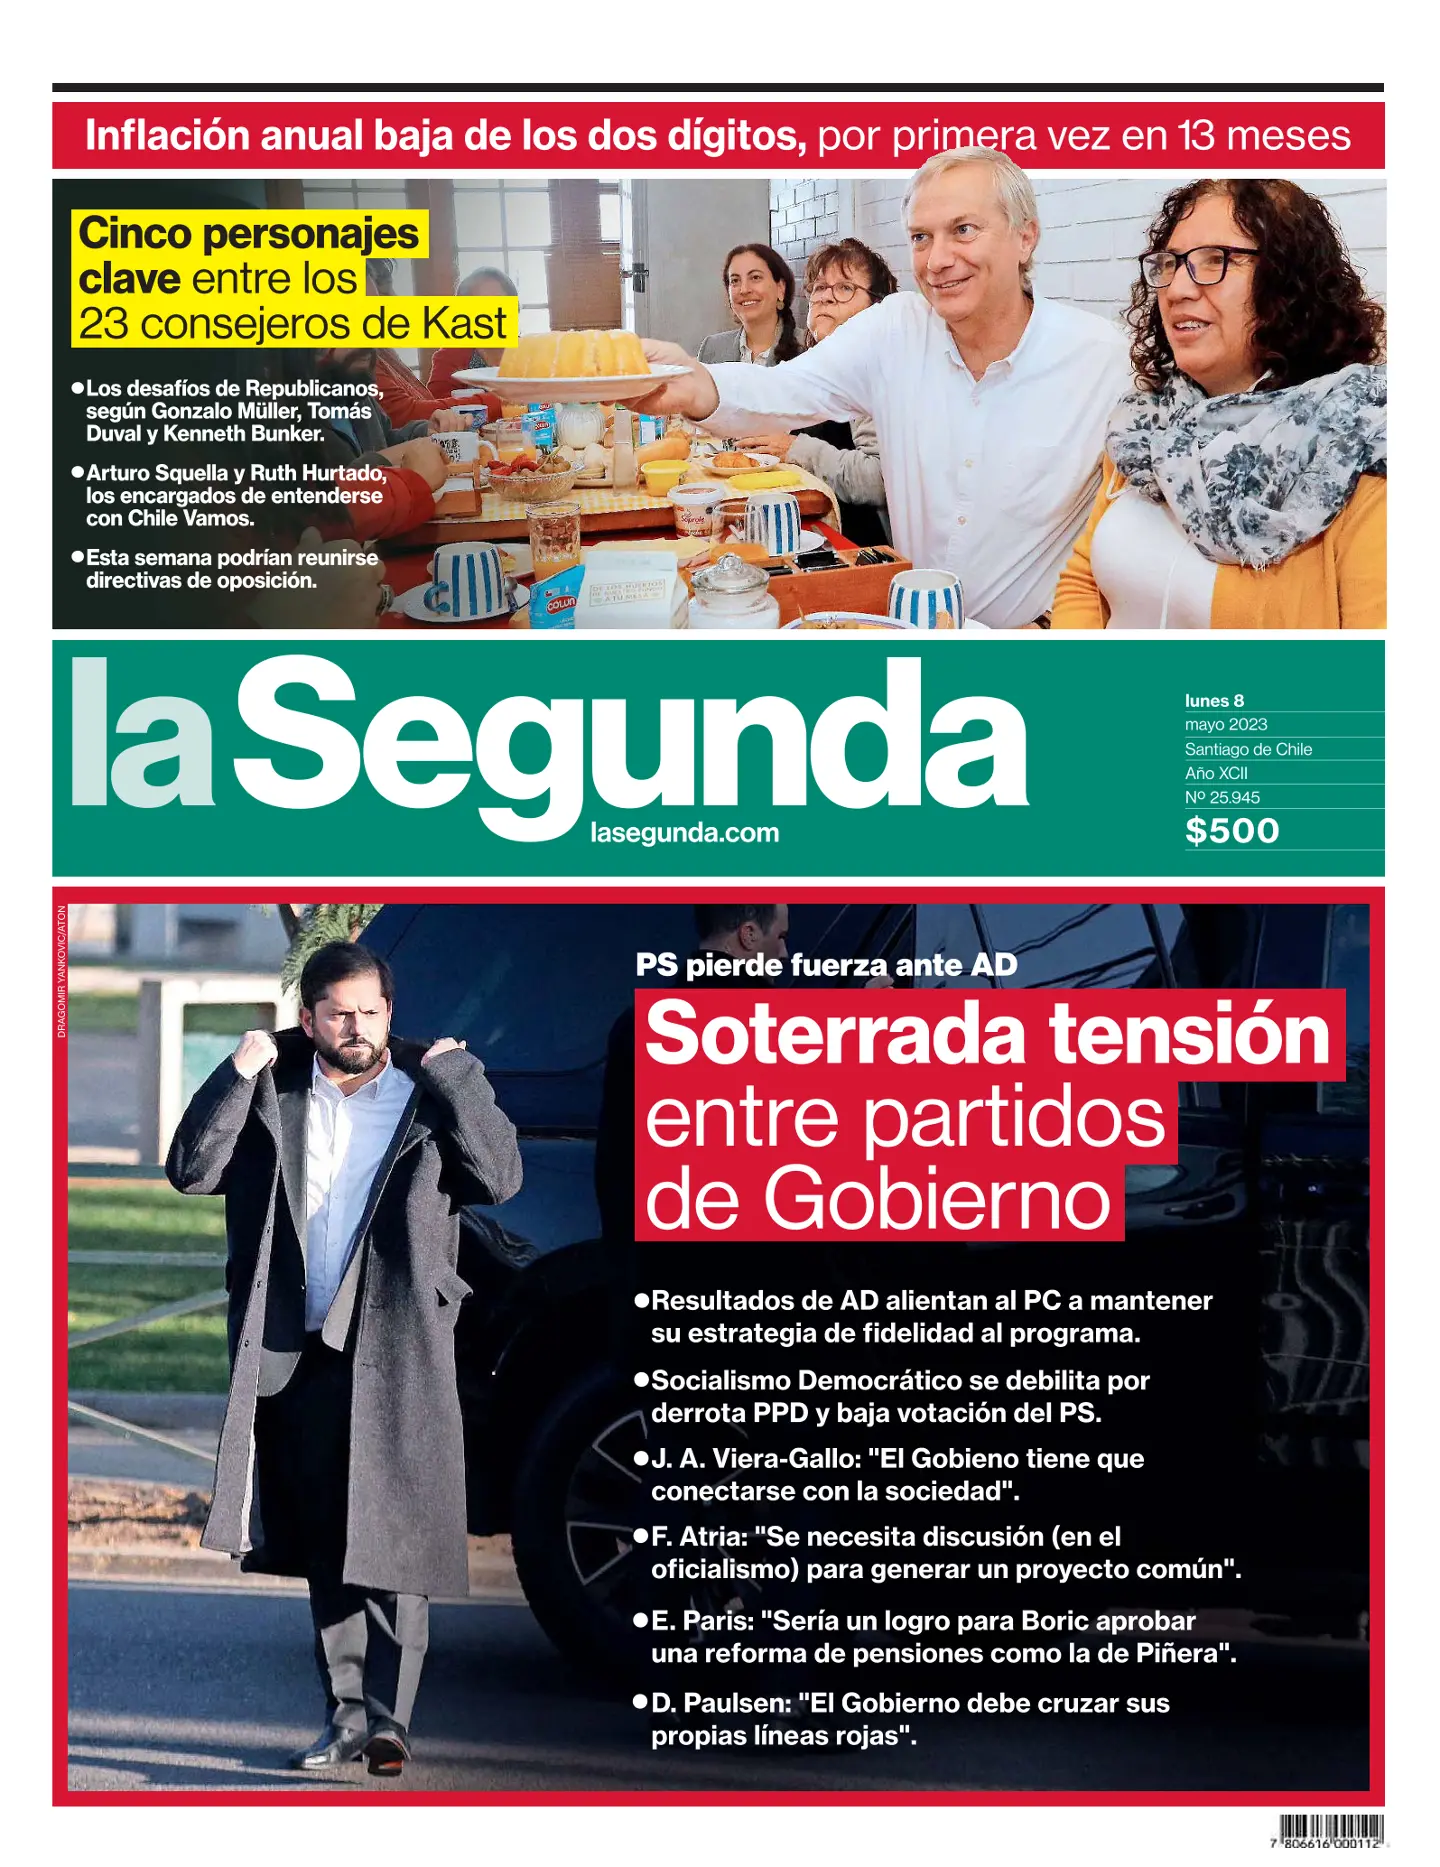 Inflación anual baja de los dos dígitos, por primera vez en 13 meses
Cinco personajes
clave entre los
23 consejeros de Kast
●Los desafíos de Republicanos,
según Gonzalo Müller, Tomás
Duval y Kenneth Bunker.
●Arturo Squella y Ruth Hurtado,
los encargados de entenderse
con Chile Vamos.
●Esta semana podrían reunirse
directivas de oposición.
Soprole
COLUN
la Segunda
lasegunda.com
lunes 8
mayo 2023
Santiago de Chile
Año XCII
Nº 25.945
$500
DRAGOMIR YANKOVIC/ATON
PS pierde fuerza ante AD
Soterrada tensión
entre partidos
de Gobierno
●Resultados de AD alientan al PC a mantener
su estrategia de fidelidad al programa.
●Socialismo Democrático se debilita por
derrota PPD y baja votación del PS.
●J. A. Viera-Gallo: "El Gobieno tiene que
conectarse con la sociedad".
●F. Atria: "Se necesita discusión (en el
oficialismo) para generar un proyecto común".
●E. Paris: "Sería un logro para Boric aprobar
una reforma de pensiones como la de Piñera".
●D. Paulsen: "El Gobierno debe cruzar sus
propias líneas rojas".
7 806616 000112